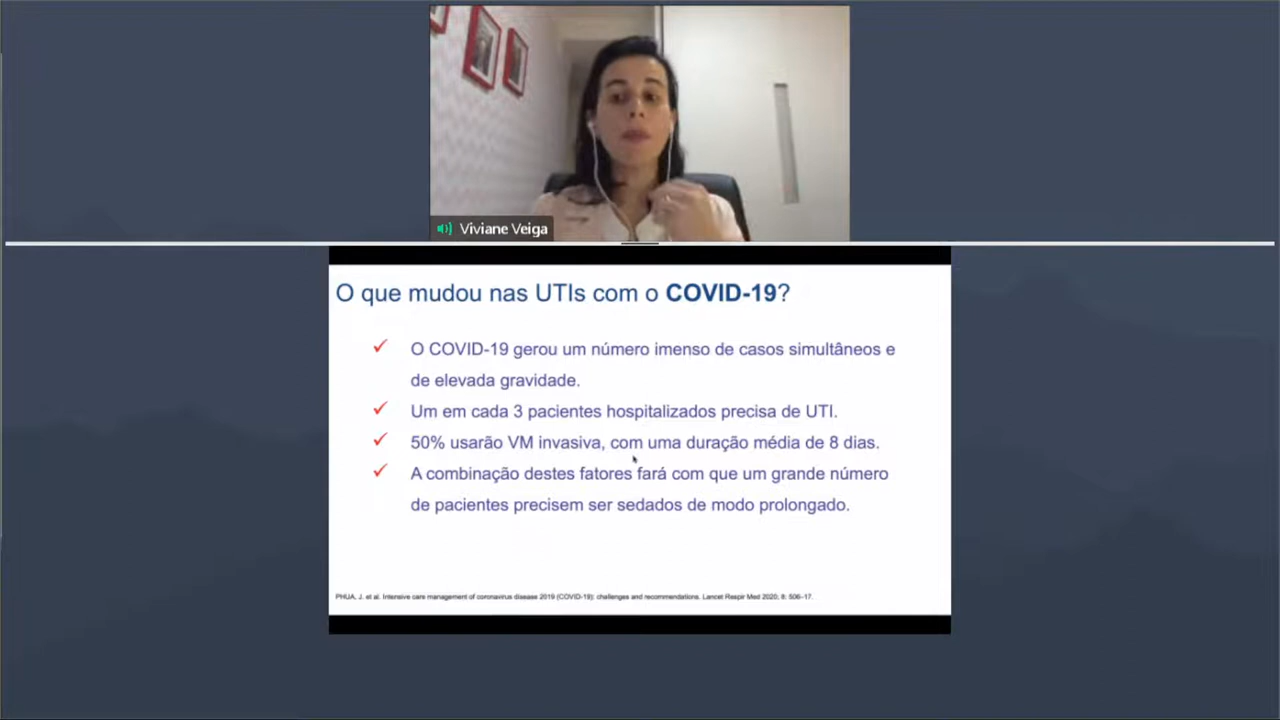 Viviane Veiga
O que mudou nas UTIs com o COVID-19?
O COVID-19 gerou um número imenso de casos simultâneos e
de elevada gravidade.
Um em cada 3 pacientes hospitalizados precisa de UTI.
50% usarão VM invasiva, com uma duração média de 8 dias.
A combinação destes fatores fará com que um grande número
de pacientes precisem ser sedados de modo prolongado.
PHUA, J. et al. Intensive care management of coronavirus disease 2019 (COVID-19): challenges and recommendations. Lancet Respir Med 2020; 8: 506–17.